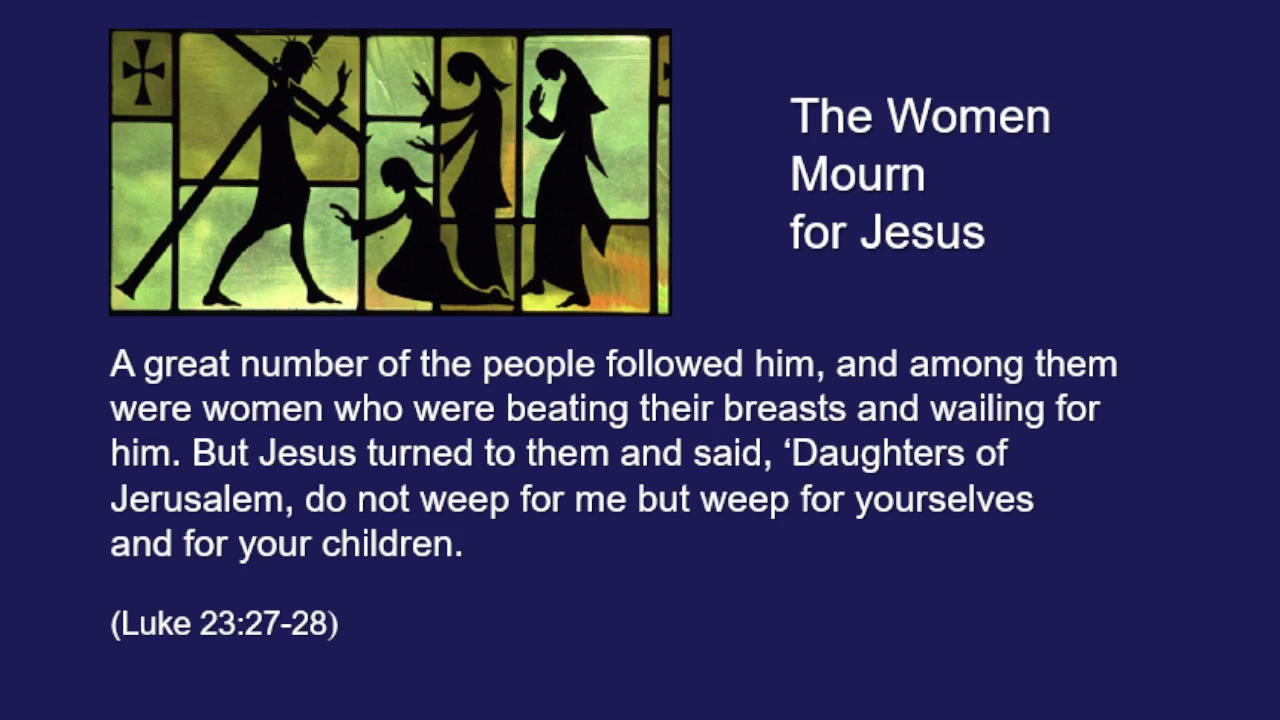 The Women
Mourn
for Jesus
A great number of the people followed him, and among them
were women who were beating their breasts and wailing for
him. But Jesus turned to them and said, ‘Daughters of
Jerusalem, do not weep for me but weep for yourselves
and for your children.
(Luke 23:27-28)